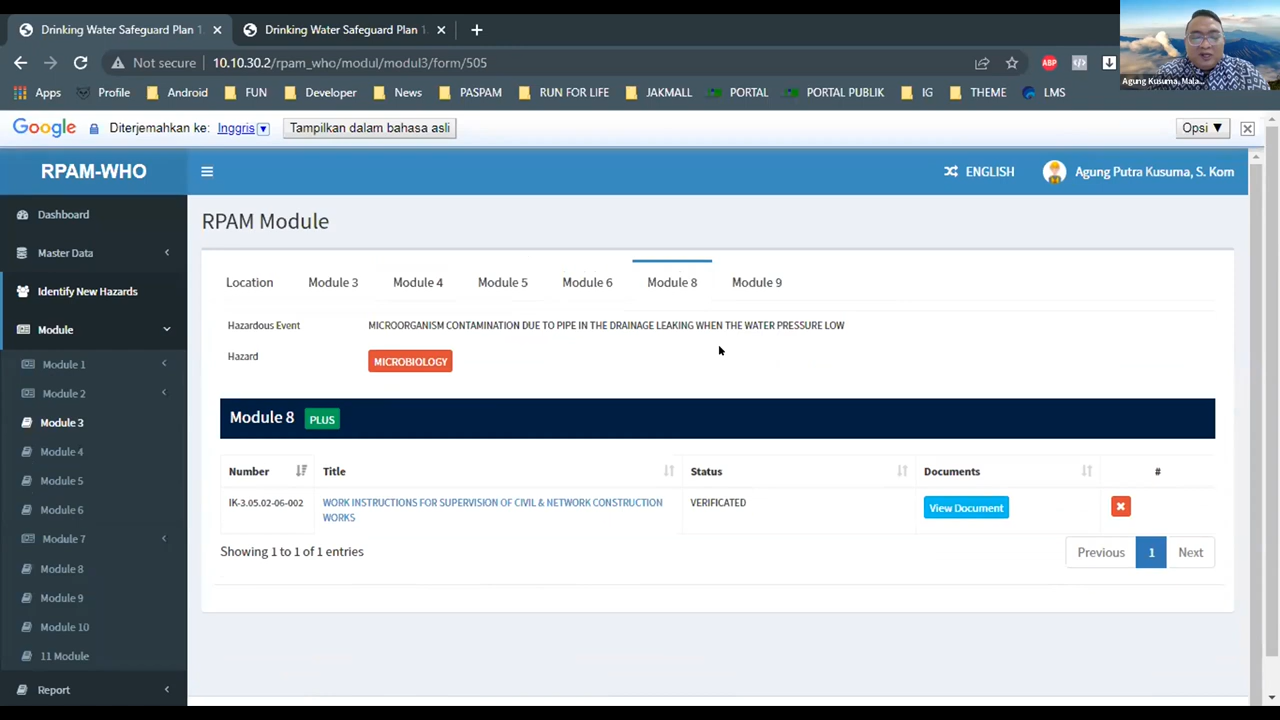 Drinking Water Safeguard Plan 1
Drinking Water Safeguard Plan 1
Not secure
10.10.30.2/rpam_who/modul/modul3/form/505
ABP
Agung Kusuma, Mala...
Apps
Profile
Android
FUN
Developer
News
PASPAM
RUN FOR LIFE
JAKMALL
PORTAL
PORTAL PUBLIK
IG
THEME
LMS
Google
Diterjemahkan ke: Inggris
Tampilkan dalam bahasa asli
Opsi ▼
RPAM-WHO
ENGLISH
Agung Putra Kusuma, S. Kom
Dashboard
Master Data
Identify New Hazards
Module
Module 1
Module 2
Module 3
Module 4
Module 5
Module 6
Module 7
Module 8
Module 9
Module 10
11 Module
Report
RPAM Module
Location
Module 3
Module 4
Module 5
Module 6
Module 8
Module 9
Hazardous Event
MICROORGANISM CONTAMINATION DUE TO PIPE IN THE DRAINAGE LEAKING WHEN THE WATER PRESSURE LOW
Hazard
MICROBIOLOGY
Module 8 PLUS
Number
Title
Status
Documents
#
IK-3.05.02-06-002
WORK INSTRUCTIONS FOR SUPERVISION OF CIVIL & NETWORK CONSTRUCTION
WORKS
VERIFICATED
View Document
Showing 1 to 1 of 1 entries
Previous
1
Next